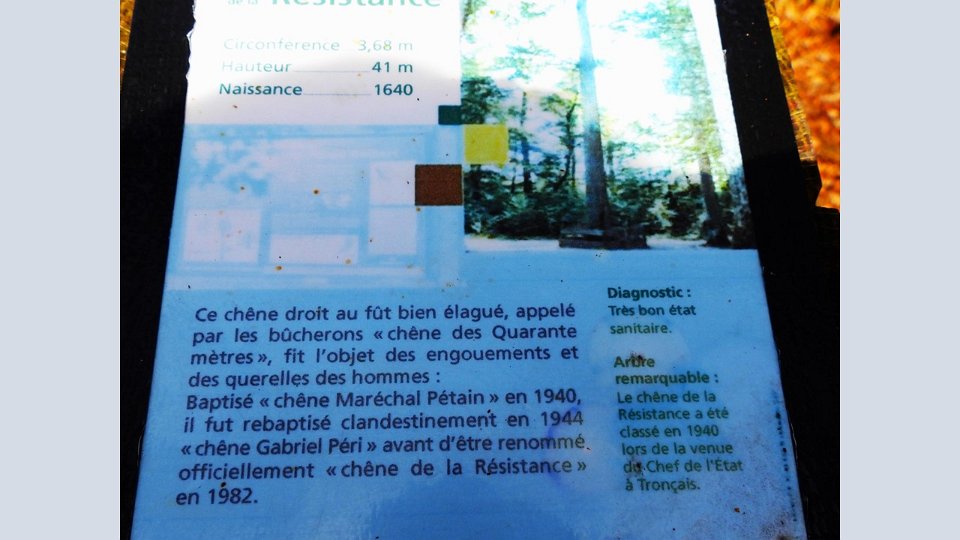 de la Résistance
Circonférence 3,68 m
Hauteur 41 m
Naissance 1640
Ce chêne droit au fût bien élagué, appelé
par les bûcherons « chêne des Quarante
mètres », fit l'objet des engouements et
des querelles des hommes :
Baptisé « chêne Maréchal Pétain » en 1940,
il fut rebaptisé clandestinement en 1944
« chêne Gabriel Péri » avant d'être renommé
officiellement « chêne de la Résistance »
en 1982.
Diagnostic :
Très bon état
sanitaire.
Arbre
remarquable :
Le chêne de la
Résistance a été
classé en 1940
lors de la venue
du Chef de l'État
à Tronçais.